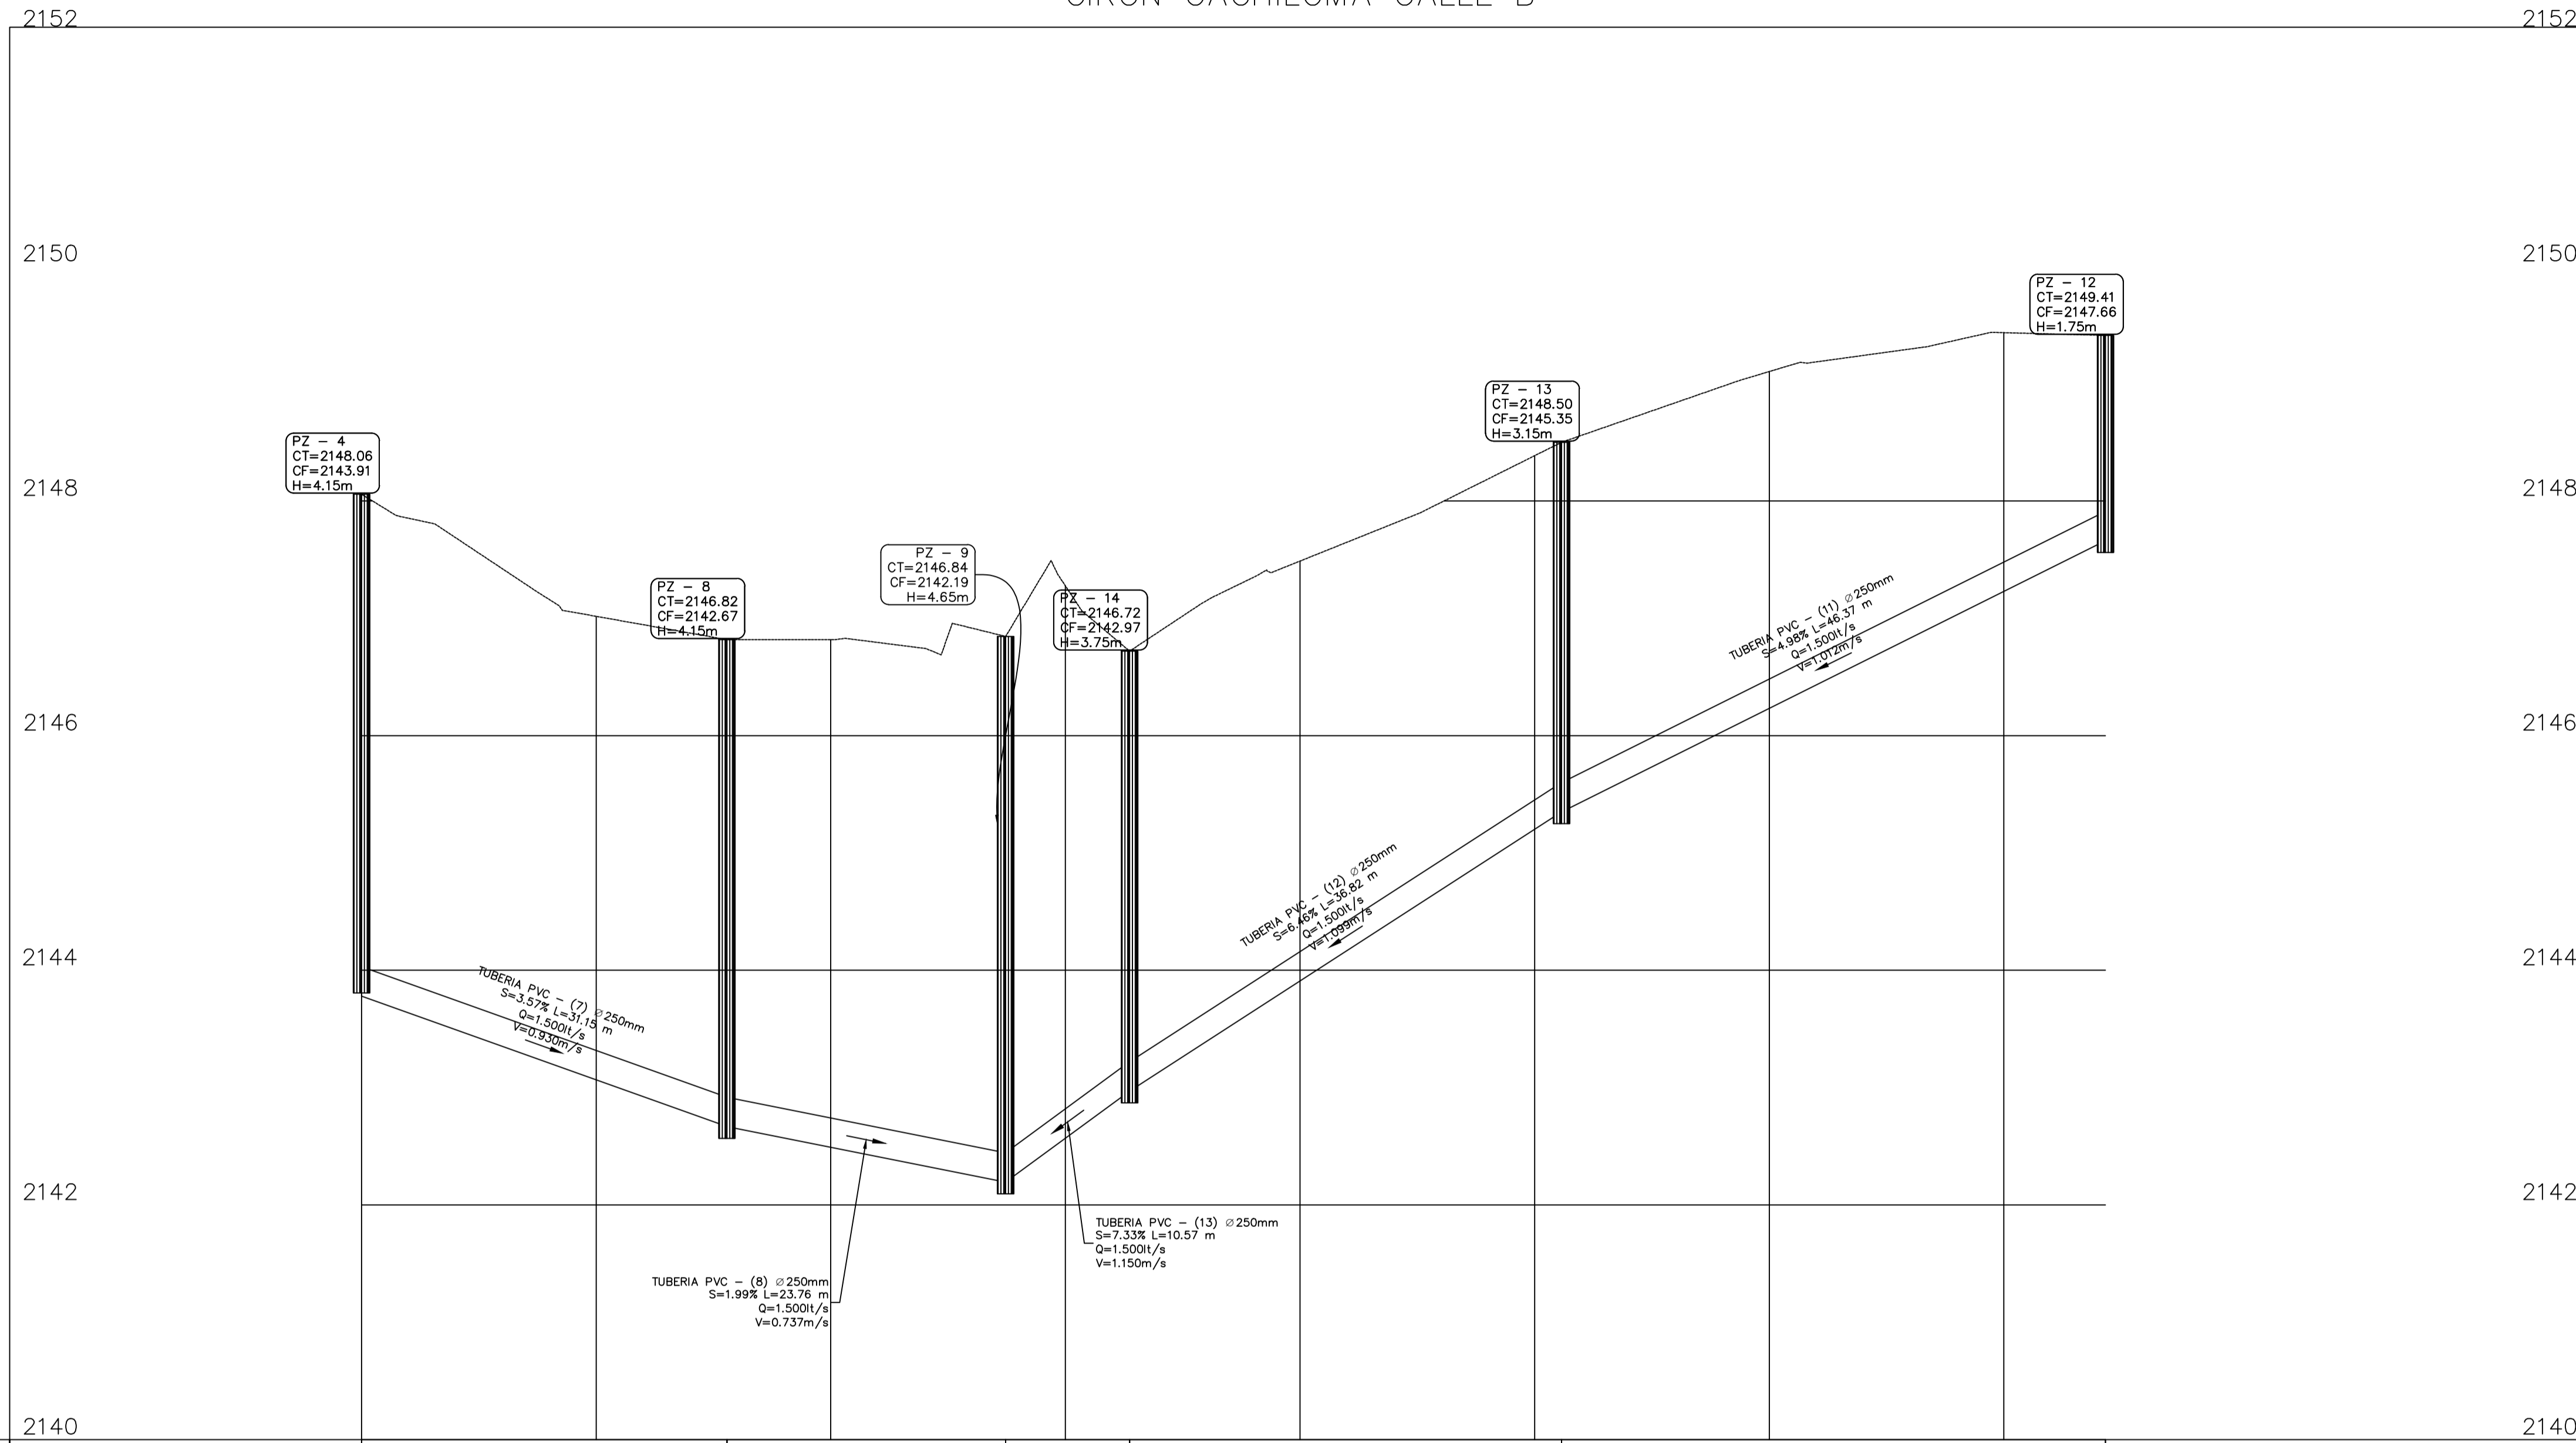 2152
2152
2150
2150
PZ - 12
CT=2149.41
CF=2147.66
H=1.75m
PZ - 13
CT=2148.50
CF=2145.35
H=3.15m
PZ - 4
CT=2148.06
CF=2143.91
H=4.15m
2148
2148
PZ - 9
CT=2146.84
CF=2142.19
H=4.65m
PZ - 8
CT=2146.82
CF=2142.67
H=4.15m
PZ - 14
CT=2146.72
CF=2142.97
H=3.75m
TUBERIA PVC - (11) ∅250mm
S=4.98% L=46.37 m
Q=1.500lt/s
V=1.012m/s
2146
2146
TUBERIA PVC - (12) ∅250mm
S=6.46% L=36.82 m
Q=1.500lt/s
V=1.099m/s
2144
2144
TUBERIA PVC - (7) ∅250mm
S=3.57% L=31.15 m
Q=1.500lt/s
V=0.930m/s
2142
2142
TUBERIA PVC - (13) ∅250mm
S=7.33% L=10.57 m
Q=1.500lt/s
V=1.150m/s
TUBERIA PVC - (8) ∅250mm
S=1.99% L=23.76 m
Q=1.500lt/s
V=0.737m/s
2140
2140